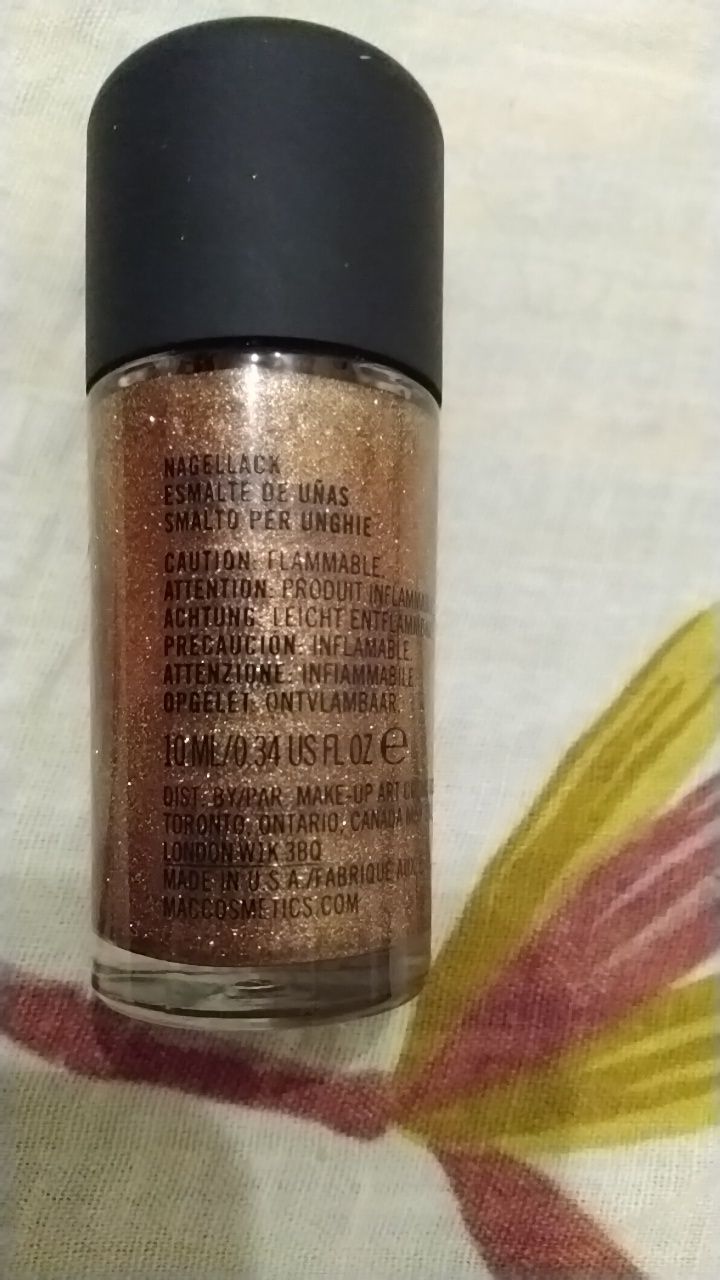 NAGELLACK
ESMALTE DE UÑAS
SMALTO PER UNGHIE
CAUTION: FLAMMABLE.
ATTENTION: PRODUIT
ACHTUNG: LEICHT
PRECAUCIÓN: INFLAMABLE.
ATTENZIONE: INFIAMMABILE
OPGELET: ONTVLAMBAAR.
10 ML/0.34 US FL OZ ℮
DIST. BY/PAR MAKE-UP ART
TORONTO, ONTARIO, CANADA
LONDON W1K 3BQ
MADE IN U.S.A./FABRIQUÉ AUX
MACCOSMETICS.COM